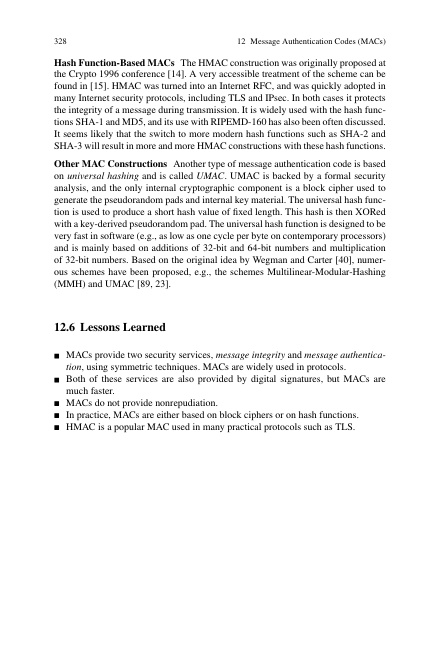 328 12 Message Authentication Codes (MACs)
Hash Function-Based MACs The HMAC construction was originally proposed at
the Crypto 1996 conference [14]. A very accessible treatment of the scheme can be
found in [15]. HMAC was turned into an Internet RFC, and was quickly adopted in
many Internet security protocols, including TLS and IPsec. In both cases it protects
the integrity of a message during transmission. It is widely used with the hash func-
tions SHA-1 and MD5, and its use with RIPEMD-160 has also been often discussed.
It seems likely that the switch to more modern hash functions such as SHA-2 and
SHA-3 will result in more and more HMAC constructions with these hash functions.
Other MAC Constructions Another type of message authentication code is based
on universal hashing and is called UMAC. UMAC is backed by a formal security
analysis, and the only internal cryptographic component is a block cipher used to
generate the pseudorandom pads and internal key material. The universal hash func-
tion is used to produce a short hash value of fixed length. This hash is then XORed
with a key-derived pseudorandom pad. The universal hash function is designed to be
very fast in software (e.g., as low as one cycle per byte on contemporary processors)
and is mainly based on additions of 32-bit and 64-bit numbers and multiplication
of 32-bit numbers. Based on the original idea by Wegman and Carter [40], numer-
ous schemes have been proposed, e.g., the schemes Multilinear-Modular-Hashing
(MMH) and UMAC [89, 23].
12.6 Lessons Learned
■ MACs provide two security services, message integrity and message authentica-
tion, using symmetric techniques. MACs are widely used in protocols.
■ Both of these services are also provided by digital signatures, but MACs are
much faster.
■ MACs do not provide nonrepudiation.
■ In practice, MACs are either based on block ciphers or on hash functions.
■ HMAC is a popular MAC used in many practical protocols such as TLS.